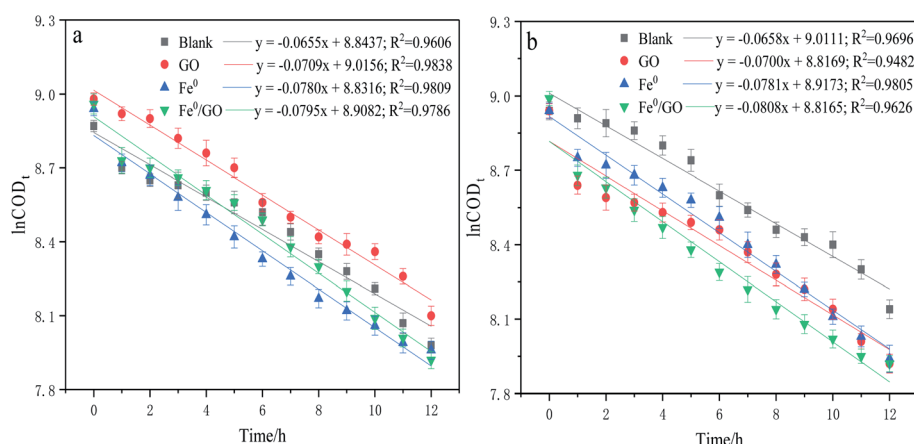 a
Blank y = -0.0655x + 8.8437; R²=0.9606
GO y = -0.0709x + 9.0156; R²=0.9838
Fe⁰ y = -0.0780x + 8.8316; R²=0.9809
Fe⁰/GO y = -0.0795x + 8.9082; R²=0.9786
9.3
9.0
8.7
8.4
8.1
7.8
lnCODₜ
0 2 4 6 8 10 12
Time/h
b
Blank y = -0.0658x + 9.0111; R²=0.9696
GO y = -0.0700x + 8.8169; R²=0.9482
Fe⁰ y = -0.0781x + 8.9173; R²=0.9805
Fe⁰/GO y = -0.0808x + 8.8165; R²=0.9626
9.3
9.0
8.7
8.4
8.1
7.8
lnCODₜ
0 2 4 6 8 10 12
Time/h